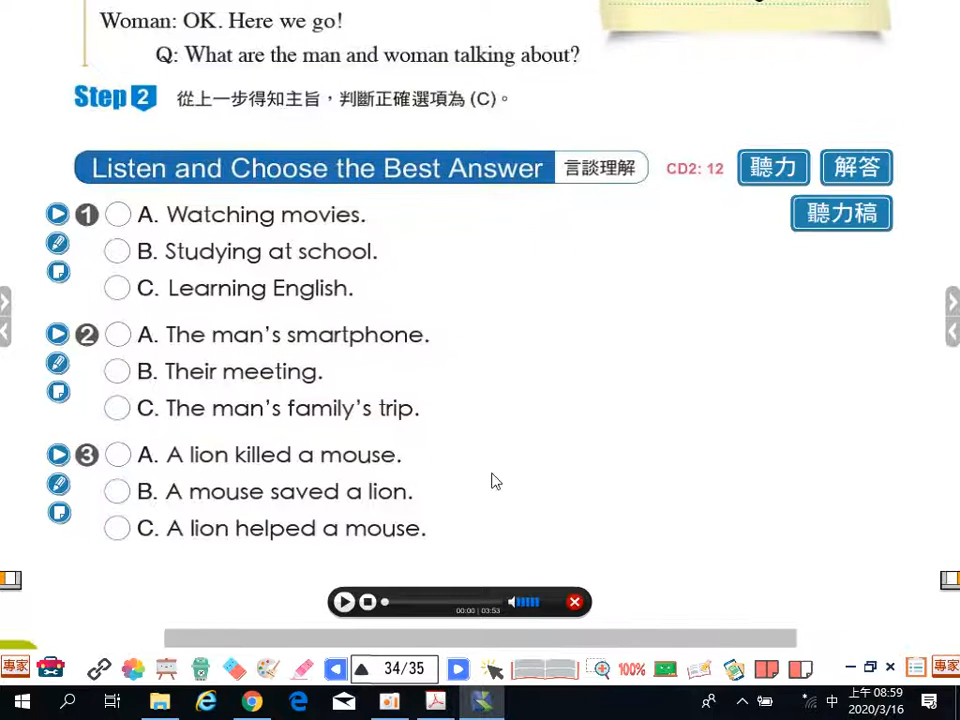 Woman: OK. Here we go!
Q: What are the man and woman talking about?
Step 2 從上一步得知主旨，判斷正確選項為 (C)。
Listen and Choose the Best Answer 言談理解 CD2: 12 聽力 解答
聽力稿
1 A. Watching movies.
B. Studying at school.
C. Learning English.
2 A. The man's smartphone.
B. Their meeting.
C. The man's family's trip.
3 A. A lion killed a mouse.
B. A mouse saved a lion.
C. A lion helped a mouse.
00:00 | 03:53
專家 34/35 100% 專家
中 上午 08:59
2020/3/16